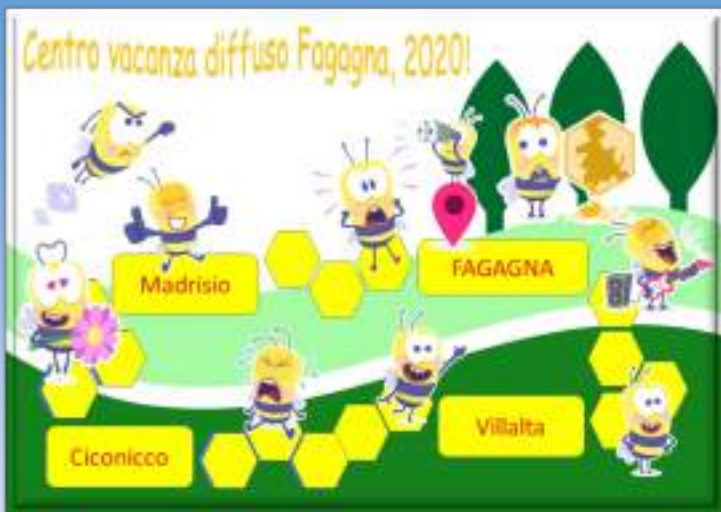 Centro vacanza diffuso Fagagna, 2020!
Madrisio
FAGAGNA
Ciconicco
Villalta